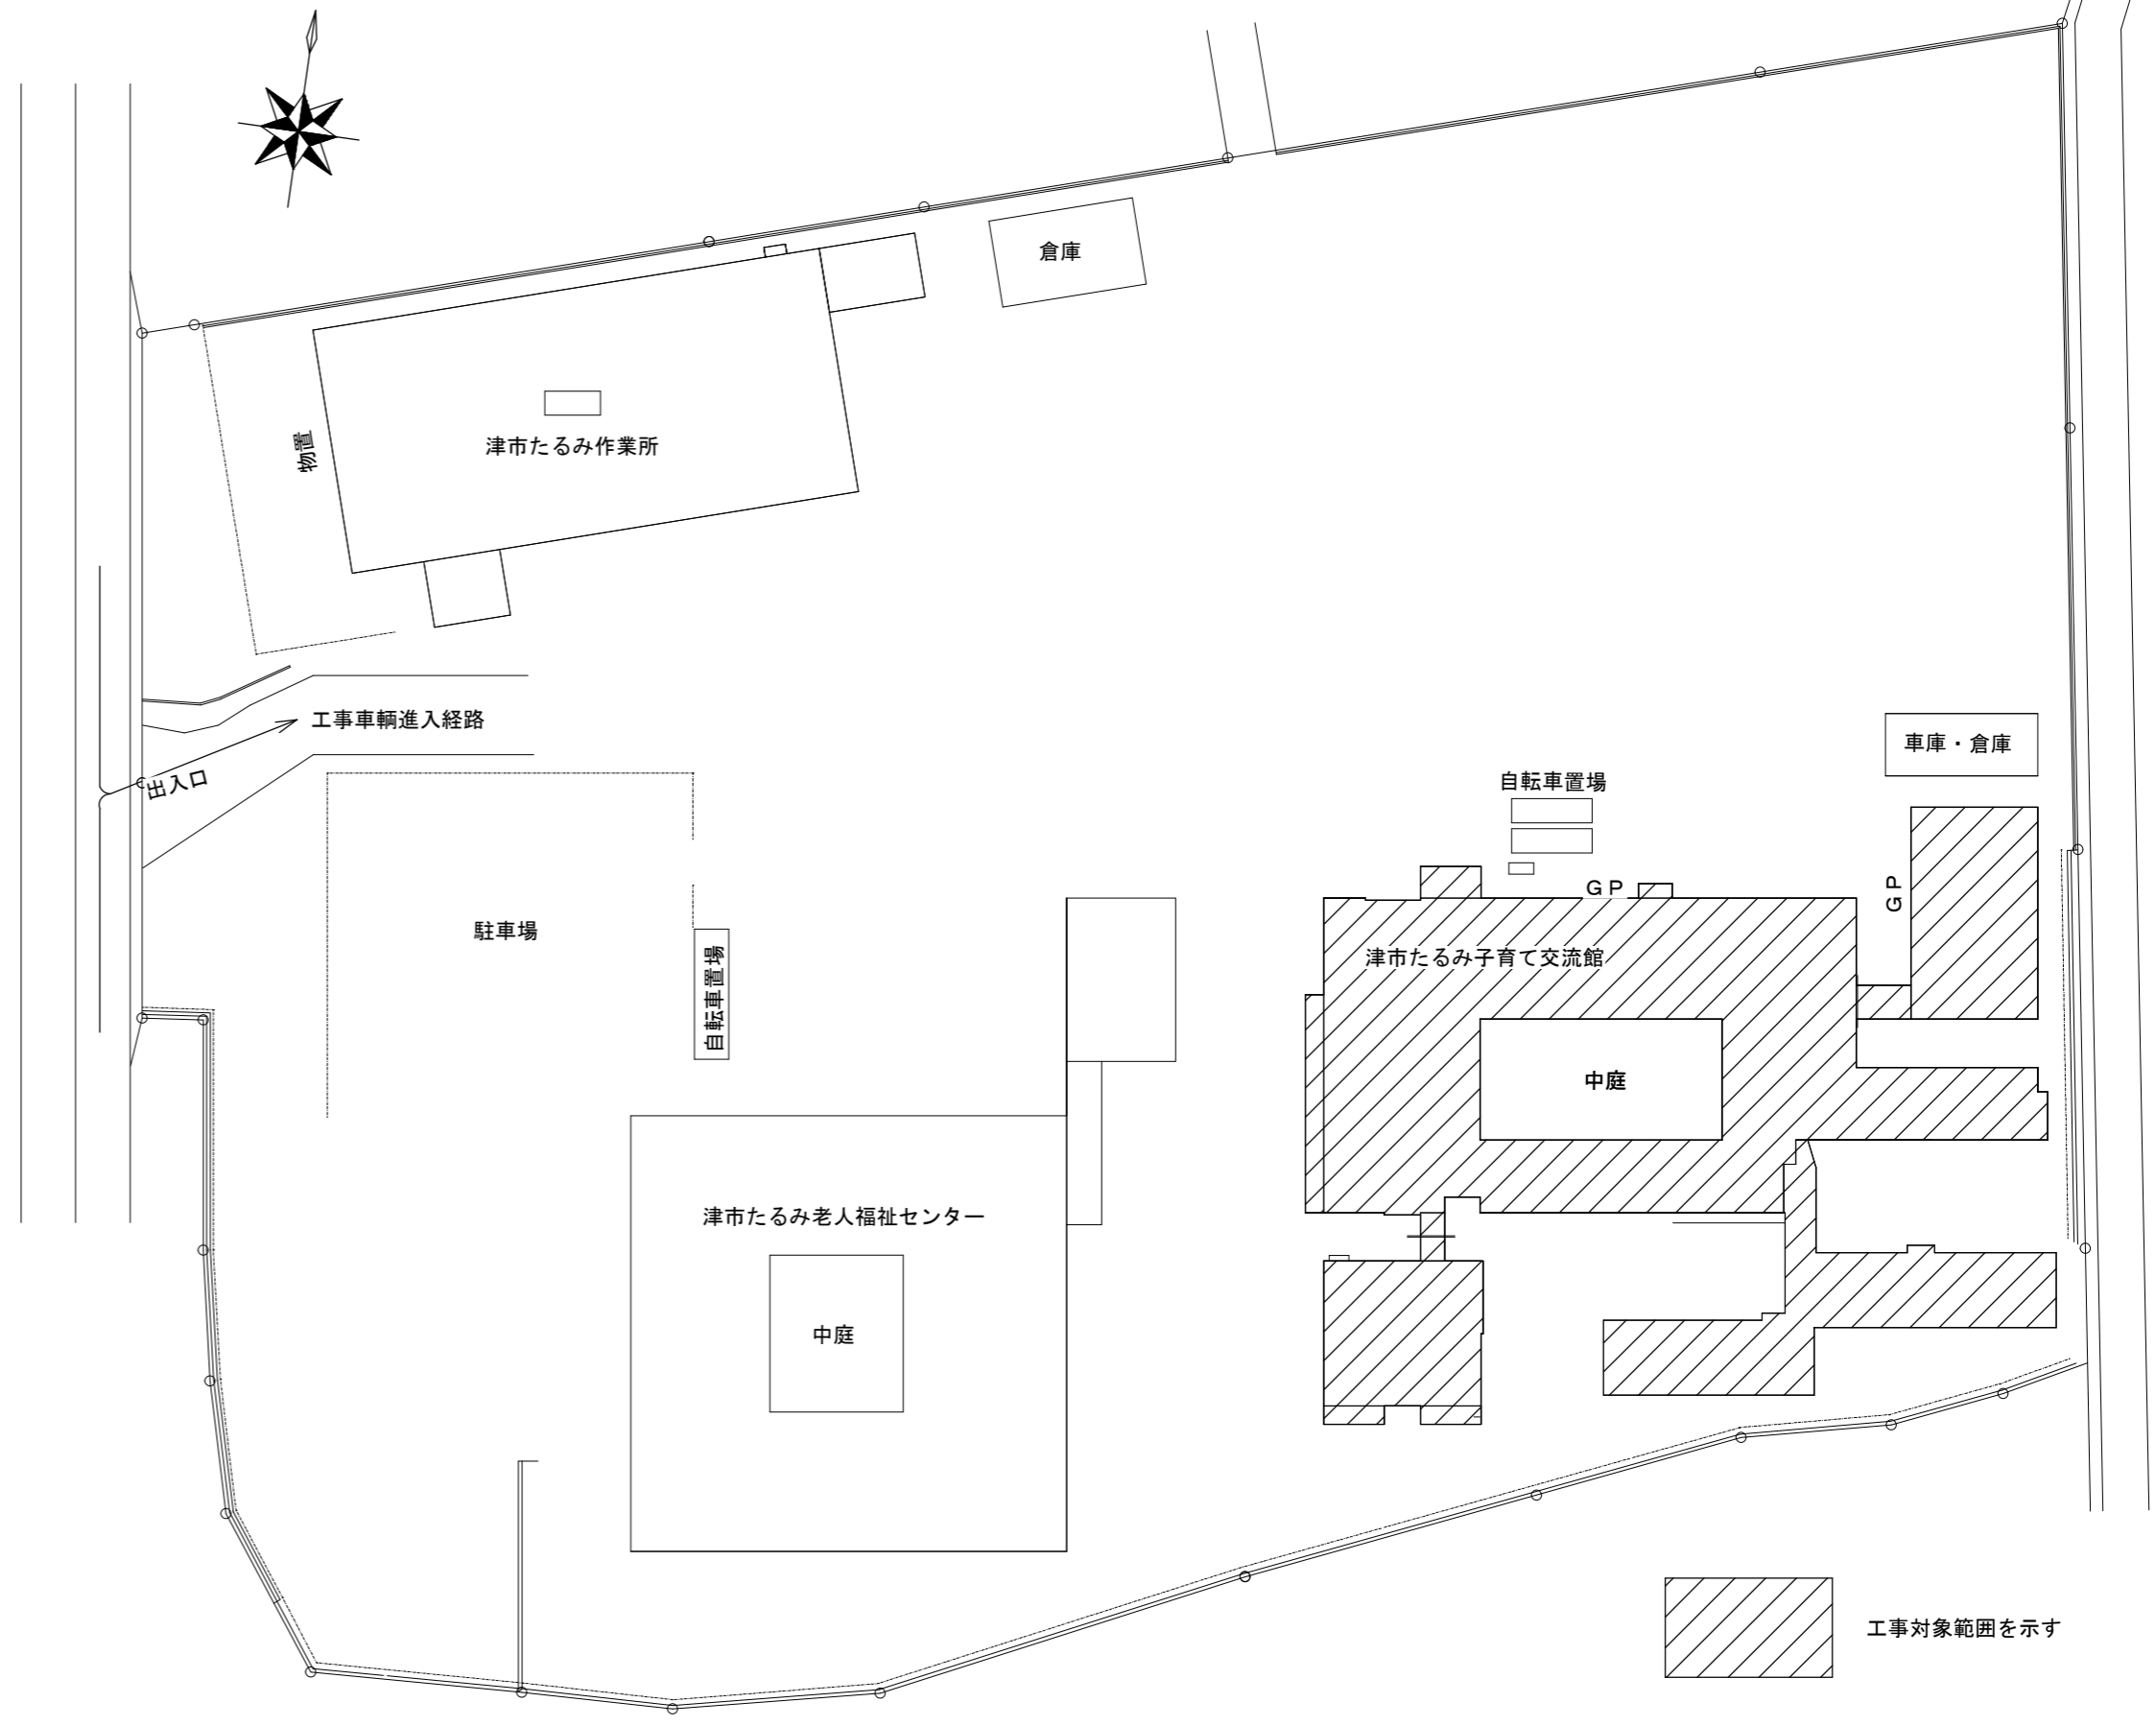 倉庫
津市たるみ作業所
物置
工事車輌進入経路
出入口
車庫・倉庫
自転車置場
GP
GP
駐車場
自転車置場
津市たるみ子育て交流館
中庭
津市たるみ老人福祉センター
中庭
工事対象範囲を示す